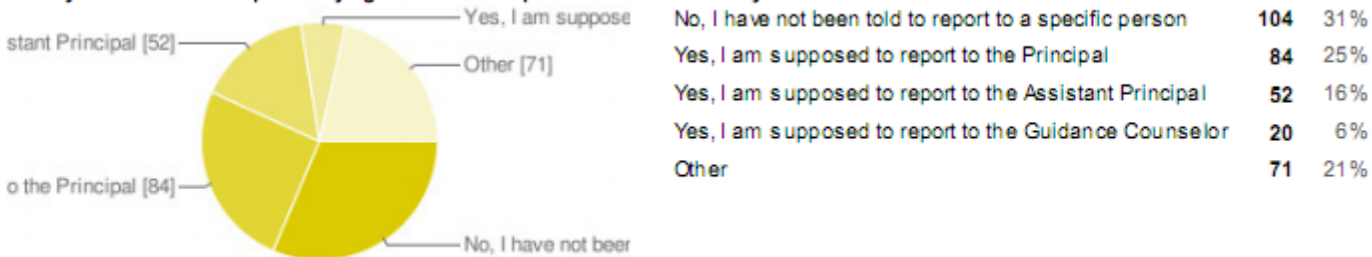 Yes, I am suppose
stant Principal [52]
Other [71]
o the Principal [84]
No, I have not beer
No, I have not been told to report to a specific person 104 31%
Yes, I am supposed to report to the Principal 84 25%
Yes, I am supposed to report to the Assistant Principal 52 16%
Yes, I am supposed to report to the Guidance Counselor 20 6%
Other 71 21%